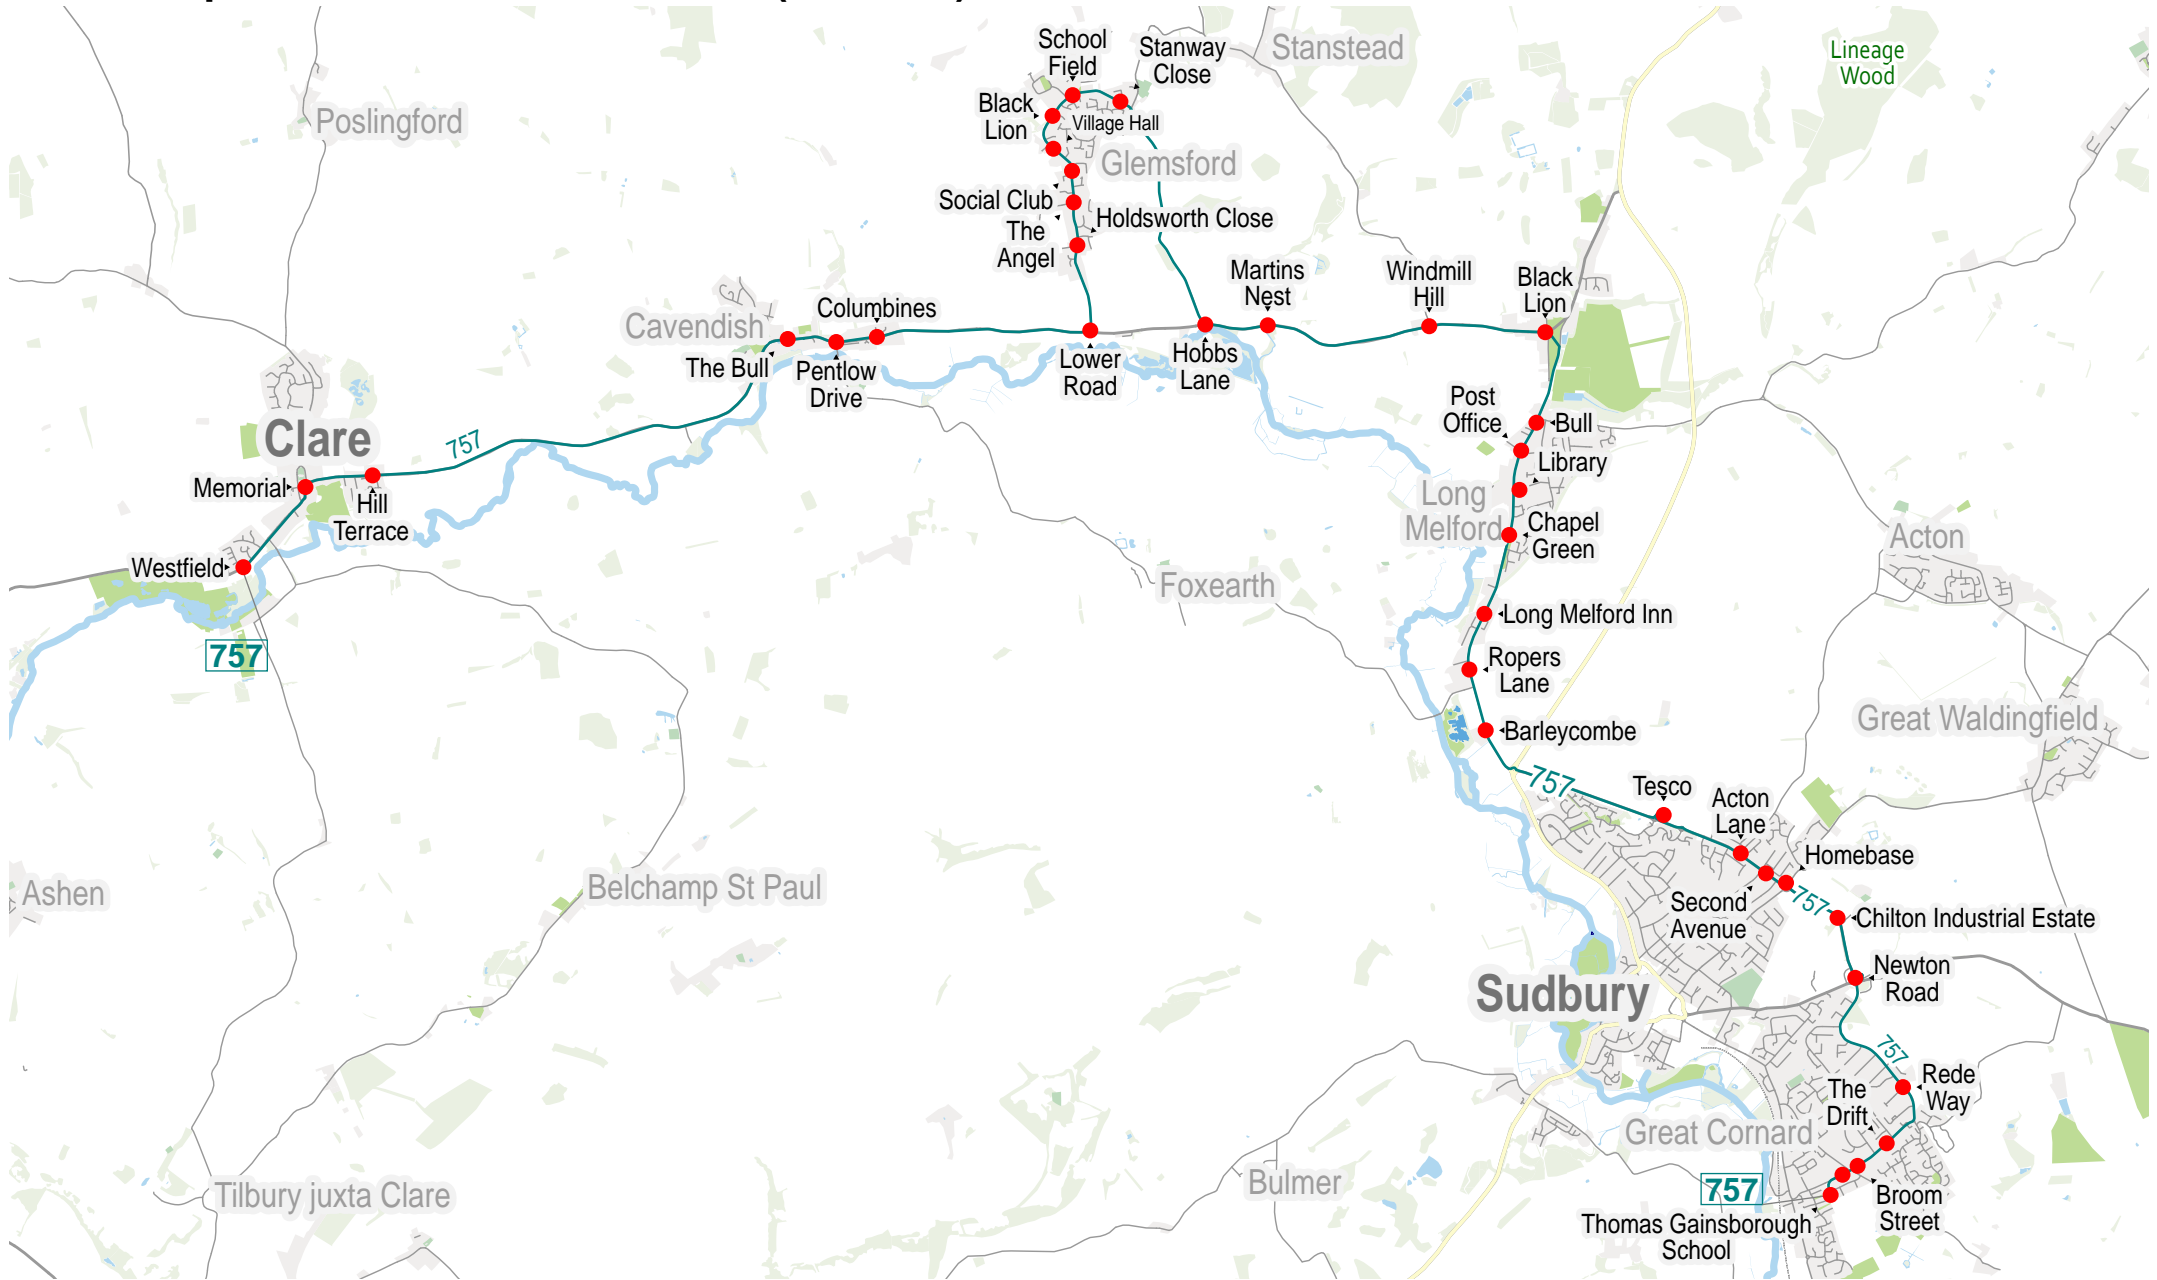 School
Field
Stanway
Close
Stanstead
Lineage
Wood
Poslingford
Black
Lion
Village Hall
Glemsford
Social Club
Holdsworth Close
The
Angel
Martins
Nest
Windmill
Hill
Black
Lion
Columbines
Cavendish
The Bull
Pentlow
Drive
Lower
Road
Hobbs
Lane
Post
Office
Bull
Library
Clare
757
Memorial
Hill
Terrace
Westfield
757
Long
Melford
Chapel
Green
Acton
Foxearth
Long Melford Inn
Ropers
Lane
Great Waldingfield
Barleycombe
757
Tesco
Acton
Lane
Homebase
Ashen
Belchamp St Paul
Second
Avenue
757
Chilton Industrial Estate
Newton
Road
Sudbury
757
Rede
Way
The
Drift
Great Cornard
Bulmer
Tilbury juxta Clare
757
Broom
Street
Thomas Gainsborough
School